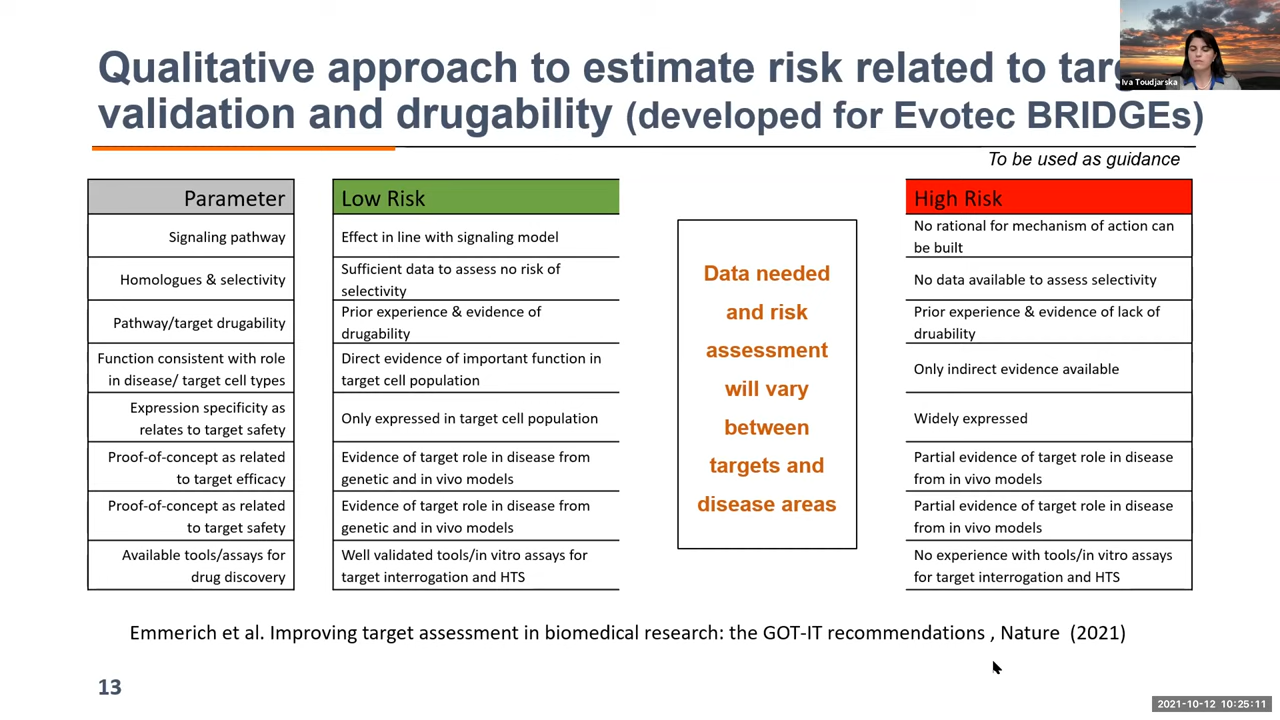 Qualitative approach to estimate risk related to
validation and drugability (developed for Evotec BRIDGEs)
Iva Toudjarska
To be used as guidance
Parameter
Low Risk
High Risk
Signaling pathway
Effect in line with signaling model
No rational for mechanism of action can
be built
Homologues & selectivity
Sufficient data to assess no risk of
selectivity
No data available to assess selectivity
Pathway/target drugability
Prior experience & evidence of
drugability
Prior experience & evidence of lack of
druability
Function consistent with role
in disease/ target cell types
Direct evidence of important function in
target cell population
Only indirect evidence available
Expression specificity as
relates to target safety
Only expressed in target cell population
Widely expressed
Proof-of-concept as related
to target efficacy
Evidence of target role in disease from
genetic and in vivo models
Partial evidence of target role in disease
from in vivo models
Proof-of-concept as related
to target safety
Evidence of target role in disease from
genetic and in vivo models
Partial evidence of target role in disease
from in vivo models
Available tools/assays for
drug discovery
Well validated tools/in vitro assays for
target interrogation and HTS
No experience with tools/in vitro assays
for target interrogation and HTS
Data needed
and risk
assessment
will vary
between
targets and
disease areas
Emmerich et al. Improving target assessment in biomedical research: the GOT-IT recommendations , Nature (2021)
13
2021-10-12 10:25:11